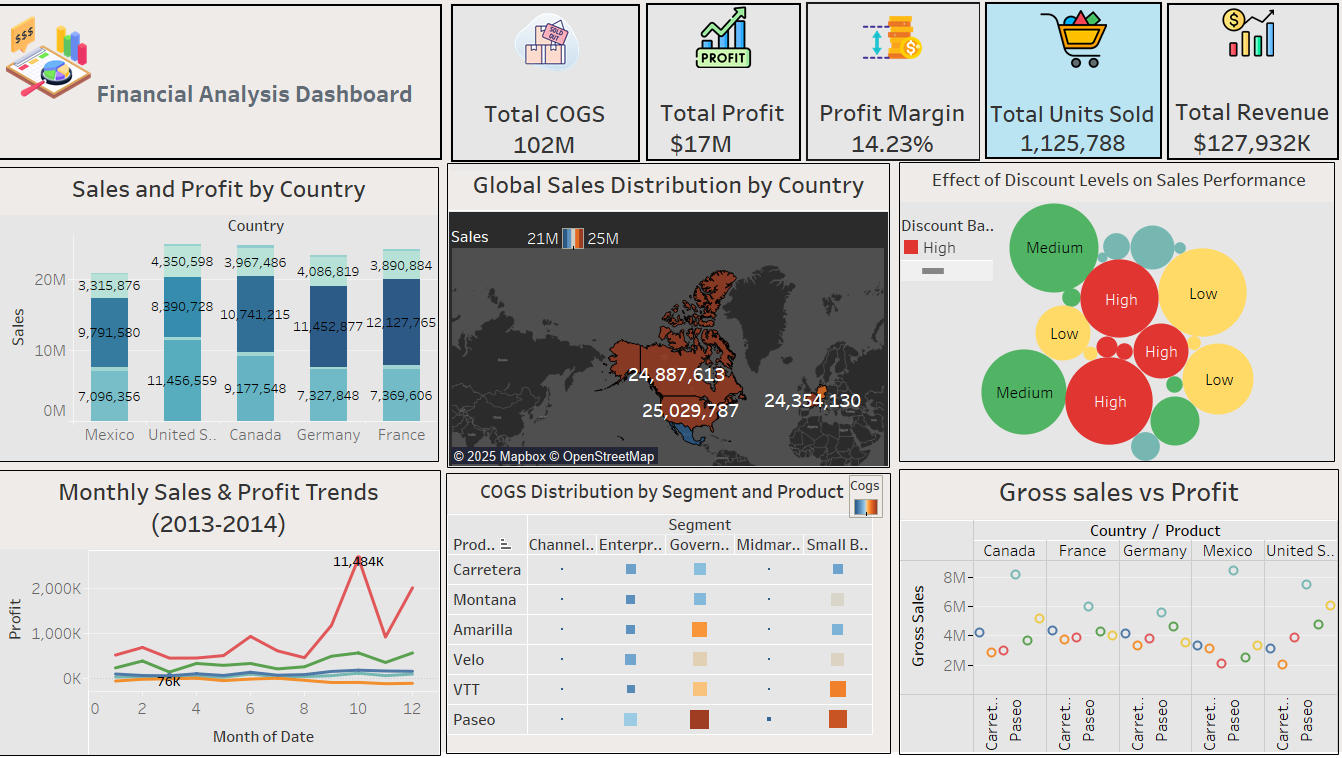 $$$
Financial Analysis Dashboard
SOLD OUT
Total COGS
102M
PROFIT
Total Profit
$17M
Profit Margin
14.23%
Total Units Sold
1,125,788
Total Revenue
$127,932K
Sales and Profit by Country
Country
Sales
20M
10M
0M
3,315,876
9,791,580
7,096,356
4,350,598
8,390,728
11,456,559
3,967,486
10,741,215
9,177,548
4,086,819
11,452,877
7,327,848
3,890,884
12,127,765
7,369,606
Mexico United S.. Canada Germany France
Global Sales Distribution by Country
Sales 21M 25M
24,887,613
25,029,787
24,354,130
© 2025 Mapbox © OpenStreetMap
Effect of Discount Levels on Sales Performance
Discount Ba..
High
Medium
High
Low
Low
High
Low
Medium
High
Monthly Sales & Profit Trends
(2013-2014)
Profit
2,000K
1,000K
0K
11,484K
76K
0 2 4 6 8 10 12
Month of Date
COGS Distribution by Segment and Product
Cogs
Segment
Prod.. Channel.. Enterpr.. Govern.. Midmar.. Small B..
Carretera
Montana
Amarilla
Velo
VTT
Paseo
Gross sales vs Profit
Country / Product
Canada France Germany Mexico United S..
Gross Sales
8M
6M
4M
2M
Carret.. Paseo Carret.. Paseo Carret.. Paseo Carret.. Paseo Carret.. Paseo